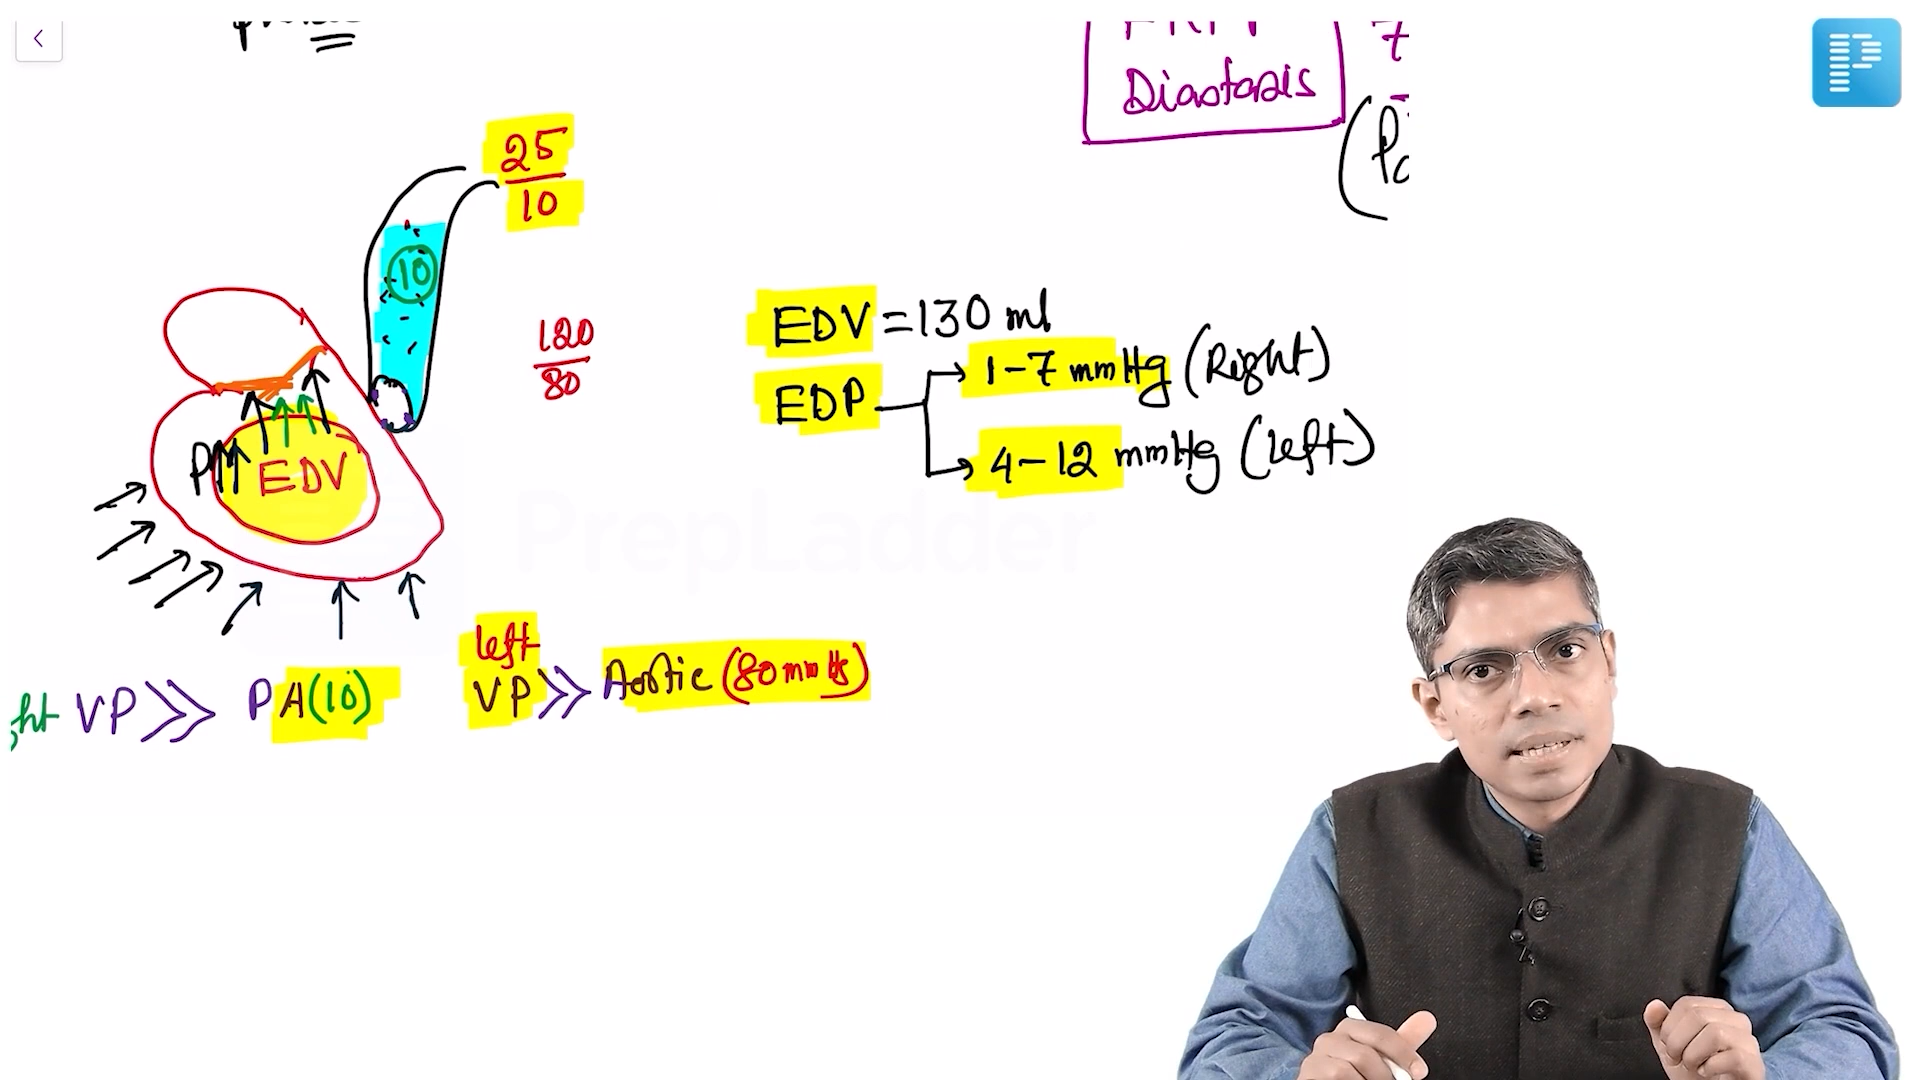 Diastasis
25
10
10
120
80
EDV = 130 ml
EDP
1-7 mmHg (Right)
4-12 mmHg (left)
P
EDV
PrepLadder
left
VP >> PA(10)
VP >> Aortic (80 mmHg)